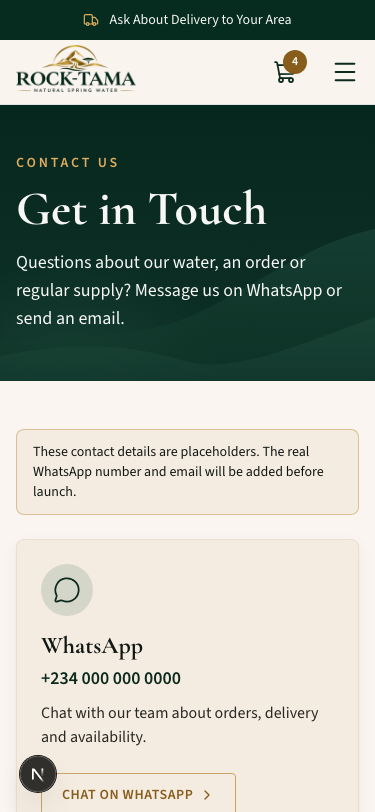 Ask About Delivery to Your Area
ROCK-TAMA
NATURAL SPRING WATER
4
CONTACT US
Get in Touch
Questions about our water, an order or
regular supply? Message us on WhatsApp or
send an email.
These contact details are placeholders. The real
WhatsApp number and email will be added before
launch.
WhatsApp
+234 000 000 0000
Chat with our team about orders, delivery
and availability.
N
CHAT ON WHATSAPP